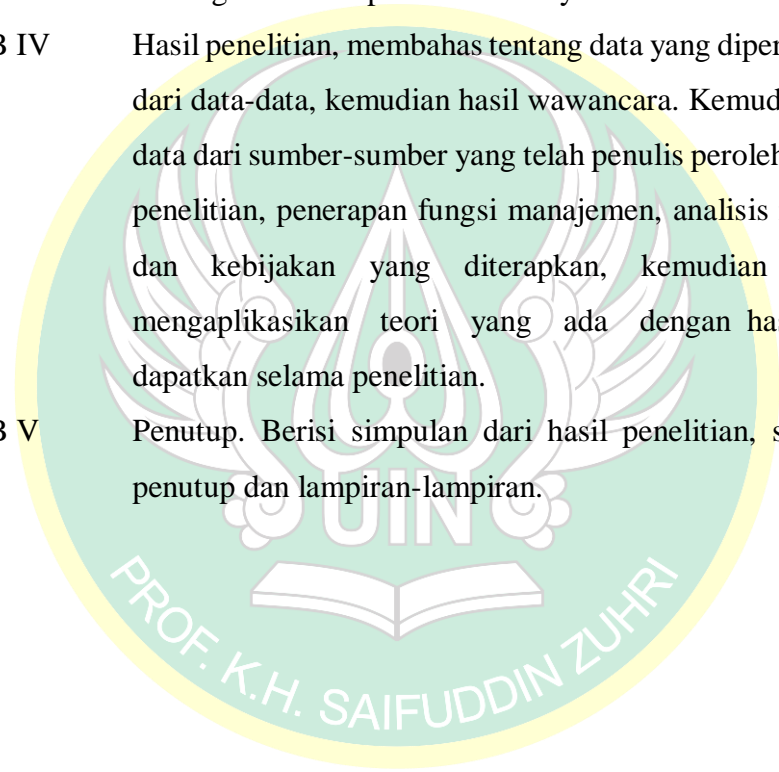 B IV Hasil penelitian, membahas tentang data yang diper
dari data-data, kemudian hasil wawancara. Kemud
data dari sumber-sumber yang telah penulis peroleh
penelitian, penerapan fungsi manajemen, analisis
dan kebijakan yang diterapkan, kemudian
mengaplikasikan teori yang ada dengan has
dapatkan selama penelitian.
B V Penutup. Berisi simpulan dari hasil penelitian, s
penutup dan lampiran-lampiran.
UIN
PROF. K.H. SAIFUDDIN ZUHRI